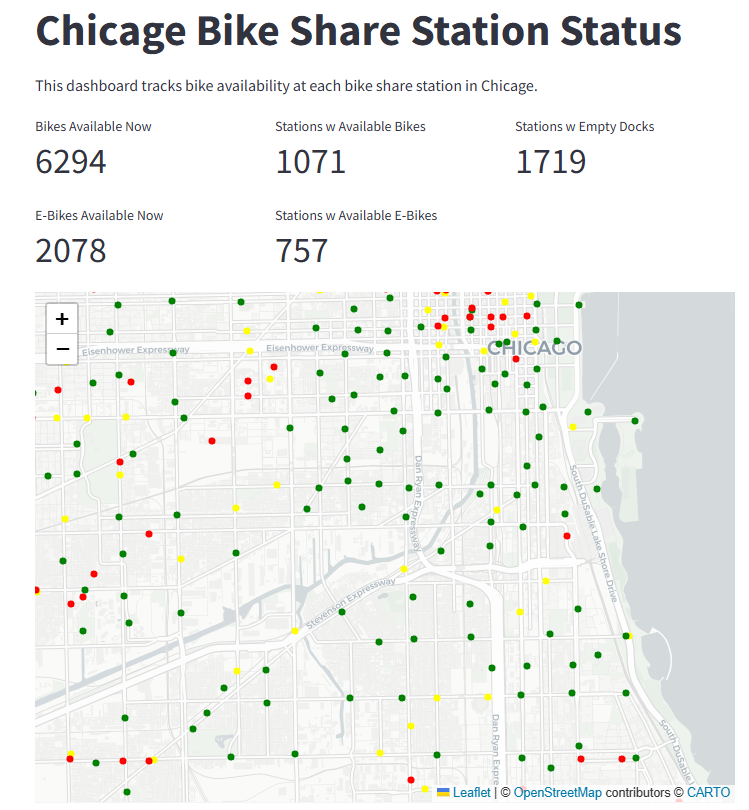 Chicago Bike Share Station Status
This dashboard tracks bike availability at each bike share station in Chicago.
Bikes Available Now
Stations w Available Bikes
Stations w Empty Docks
6294
1071
1719
E-Bikes Available Now
Stations w Available E-Bikes
2078
757
+
−
Eisenhower Expressway
Eisenhower Expressway
CHICAGO
Dan Ryan Expressway
South DuSable Lake Shore Drive
Stevenson Expressway
Dan Ryan Expre
South DuSable
Leaflet | © OpenStreetMap contributors © CARTO